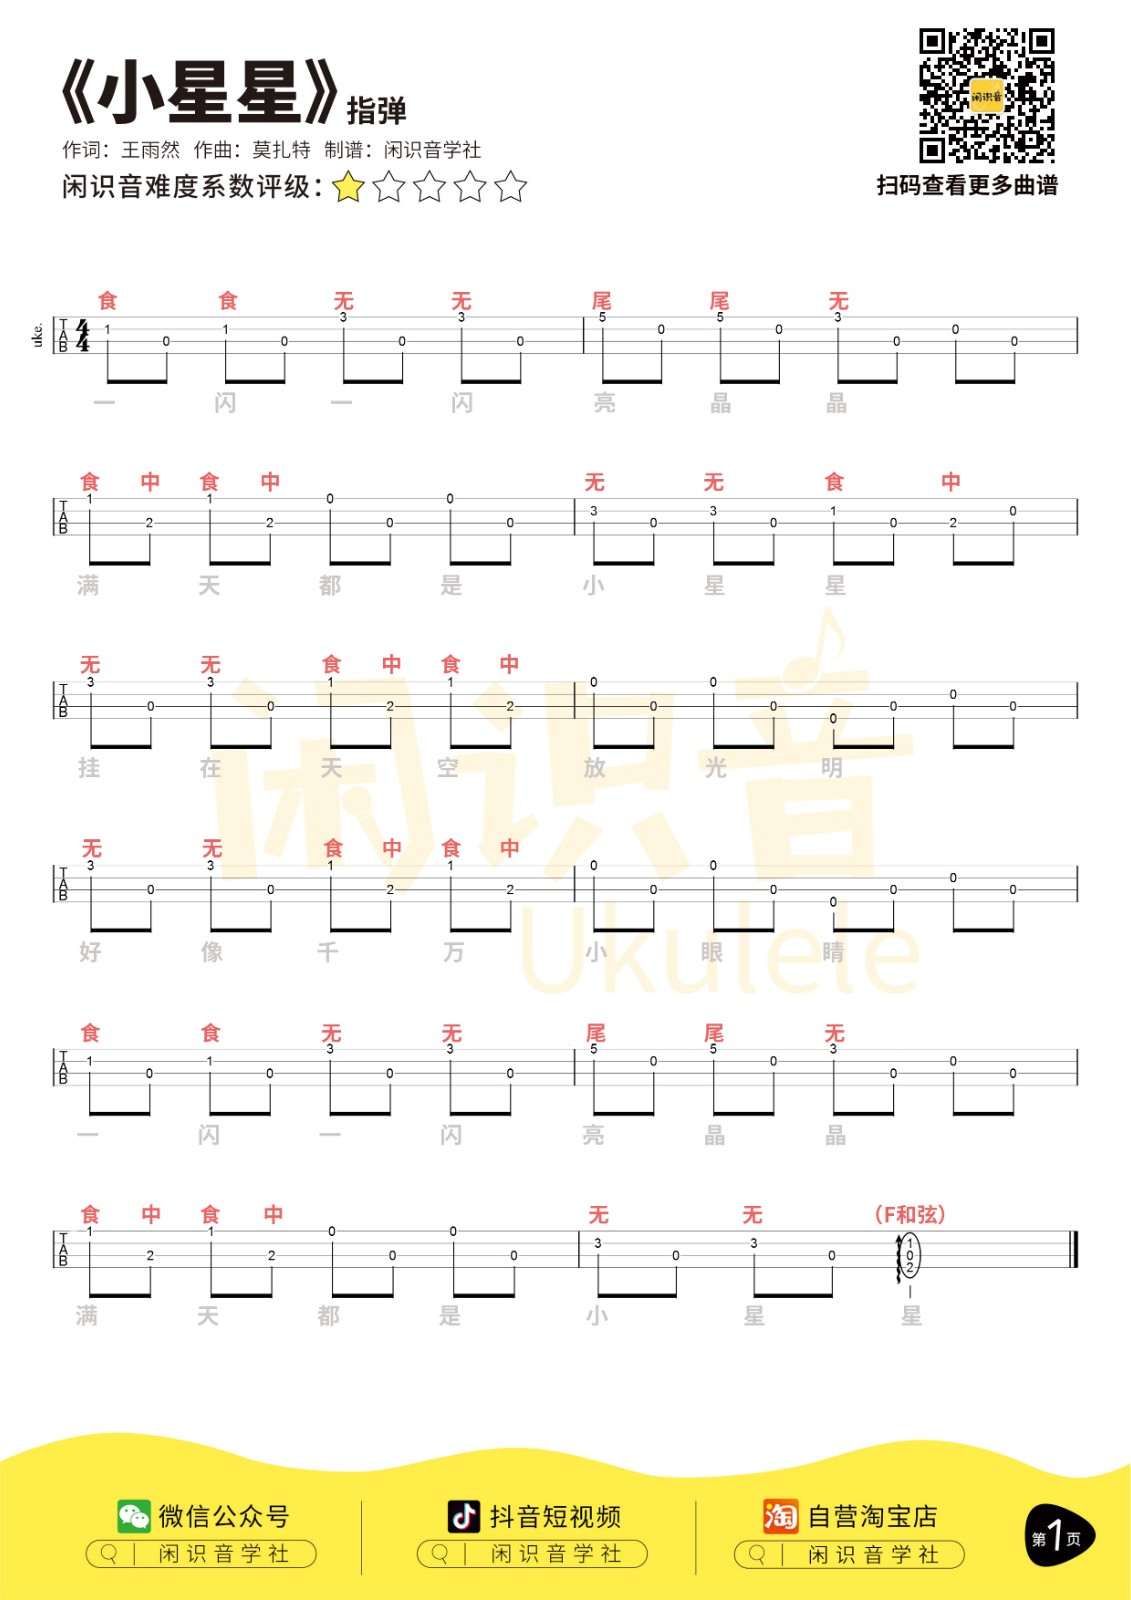 《小星星》指弹
作词：王雨然 作曲：莫扎特 制谱：闲识音学社
闲识音难度系数评级：
闲识音
扫码查看更多曲谱
食 食 无 无 尾 尾 无
uke.
T A B 4 4 1 0 1 0 3 0 3 0 5 0 5 0 3 0 0 0
一 闪 一 闪 亮 晶 晶
食 中 食 中 无 无 食 中
T A B 1 2 1 2 0 0 0 0 3 0 3 0 1 0 2 0
满 天 都 是 小 星 星
无 无 食 中 食 中
T A B 3 0 3 0 1 2 1 2 0 0 0 0 0 0 0 0
挂 在 天 空 放 光 明
闲识音
无 无 食 中 食 中
T A B 3 0 3 0 1 2 1 2 0 0 0 0 0 0 0 0
好 像 千 万 小 眼 睛
Ukulele
食 食 无 无 尾 尾 无
T A B 1 0 1 0 3 0 3 0 5 0 5 0 3 0 0 0
一 闪 一 闪 亮 晶 晶
食 中 食 中 无 无 （F和弦）
T A B 1 2 1 2 0 0 0 0 3 0 3 0 1 0 2
满 天 都 是 小 星 星
微信公众号 抖音短视频 淘 自营淘宝店
闲识音学社 闲识音学社 闲识音学社
第1页